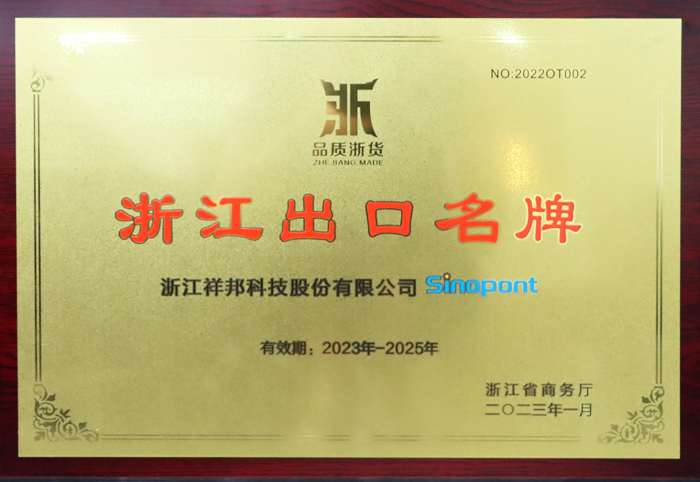 NO:2022OT002
浙
品质浙货
ZHEJIANG MADE
浙江出口名牌
浙江祥邦科技股份有限公司 Sinopont
有效期：2023年-2025年
浙江省商务厅
二〇二三年一月